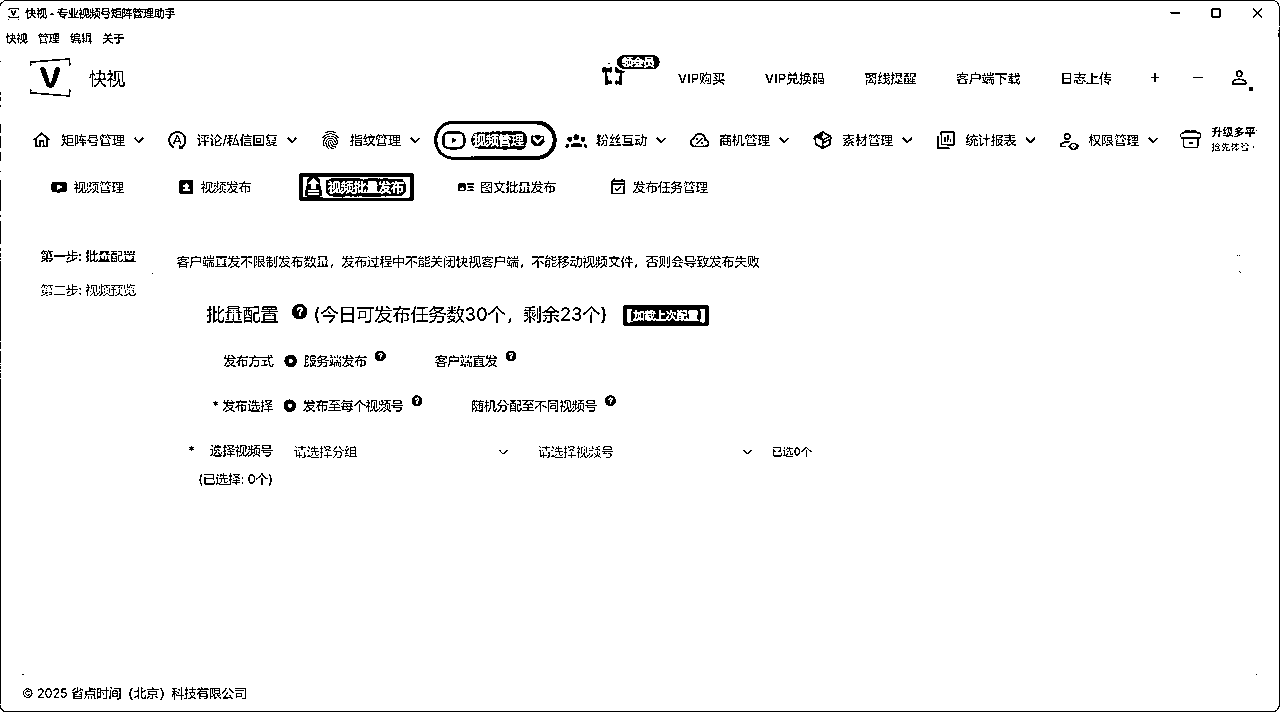 快视 - 专业视频号矩阵管理助手
快视 管理 编辑 关于
V 快视 领会员 VIP购买 VIP兑换码 离线提醒 客户端下载 日志上传
矩阵号管理 评论/私信回复 指纹管理 视频管理 粉丝互动 商机管理 素材管理 统计报表 权限管理 升级多平
抢先体验
视频管理 视频发布 视频批量发布 图文批量发布 发布任务管理
第一步: 批量配置
第二步: 视频预览
客户端直发不限制发布数量，发布过程中不能关闭快视客户端，不能移动视频文件，否则会导致发布失败
批量配置 (今日可发布任务数30个，剩余23个) 【加载上次配置】
发布方式 服务端发布 客户端直发
* 发布选择 发布至每个视频号 随机分配至不同视频号
* 选择视频号 请选择分组 请选择视频号 已选0个
(已选择: 0个)
© 2025 省点时间（北京）科技有限公司